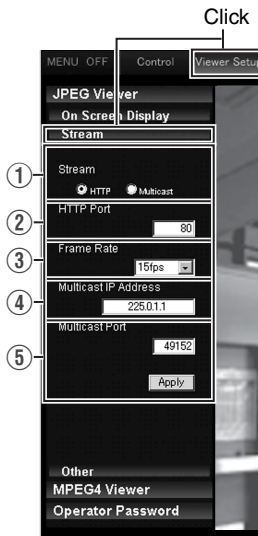 Click
MENU OFF Control Viewer Setu
JPEG Viewer
On Screen Display
Stream
① Stream
HTTP Multicast
② HTTP Port
80
③ Frame Rate
15fps
④ Multicast IP Address
225.0.1.1
⑤ Multicast Port
49152
Apply
Other
MPEG4 Viewer
Operator Password